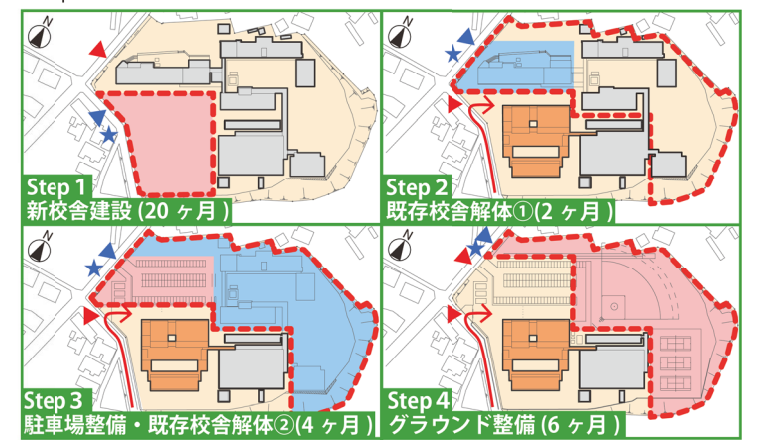 N
Step 1
新校舎建設(20 ヶ月)
N
Step 2
既存校舎解体①(2 ヶ月)
N
Step 3
駐車場整備・既存校舎解体②(4 ヶ月)
N
Step 4
グラウンド整備(6 ヶ月)